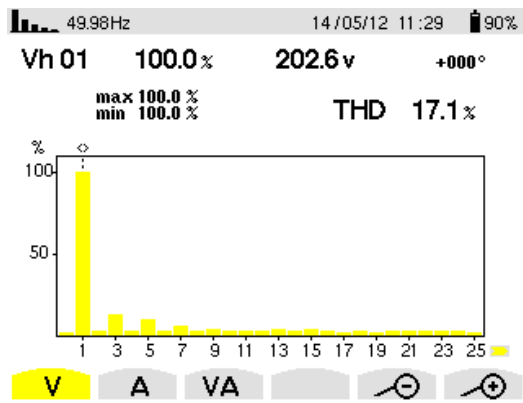 49.98Hz 14/05/12 11:29 90%
Vh 01 100.0 % 202.6 v +000°
max 100.0 %
min 100.0 %
THD 17.1 %
%
100
50
1 3 5 7 9 11 13 15 17 19 21 23 25
V A VA